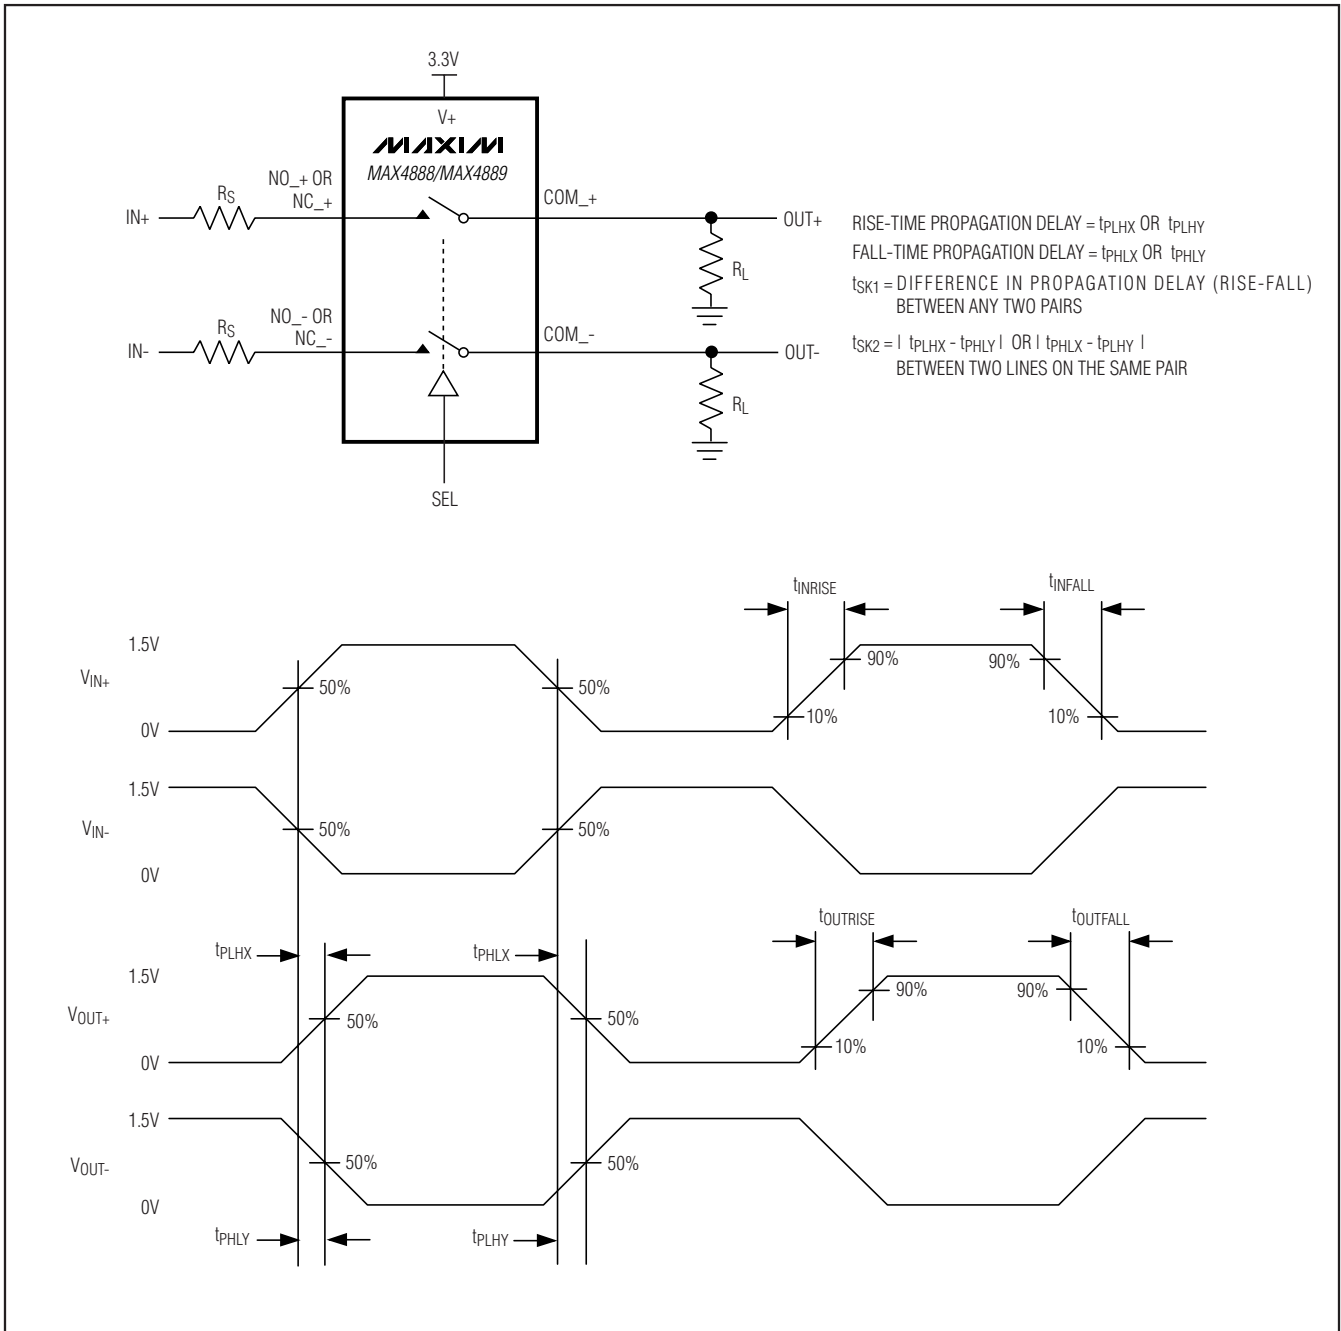 3.3V
V+
MAXIM
MAX4888/MAX4889
NO_+ OR
NC_+
RS
IN+
COM_+
OUT+
RL
NO_- OR
NC_-
RS
IN-
COM_-
OUT-
RL
SEL
RISE-TIME PROPAGATION DELAY = tPLHX OR tPLHY
FALL-TIME PROPAGATION DELAY = tPHLX OR tPHLY
tSK1 = DIFFERENCE IN PROPAGATION DELAY (RISE-FALL)
BETWEEN ANY TWO PAIRS
tSK2 = | tPLHX - tPHLY | OR | tPHLX - tPLHY |
BETWEEN TWO LINES ON THE SAME PAIR
tINRISE
tINFALL
1.5V
VIN+
0V
50%
50%
90%
10%
90%
10%
1.5V
VIN-
0V
50%
50%
tPLHX
tPHLX
tOUTRISE
tOUTFALL
1.5V
VOUT+
0V
50%
50%
90%
10%
90%
10%
1.5V
VOUT-
0V
50%
50%
tPHLY
tPLHY